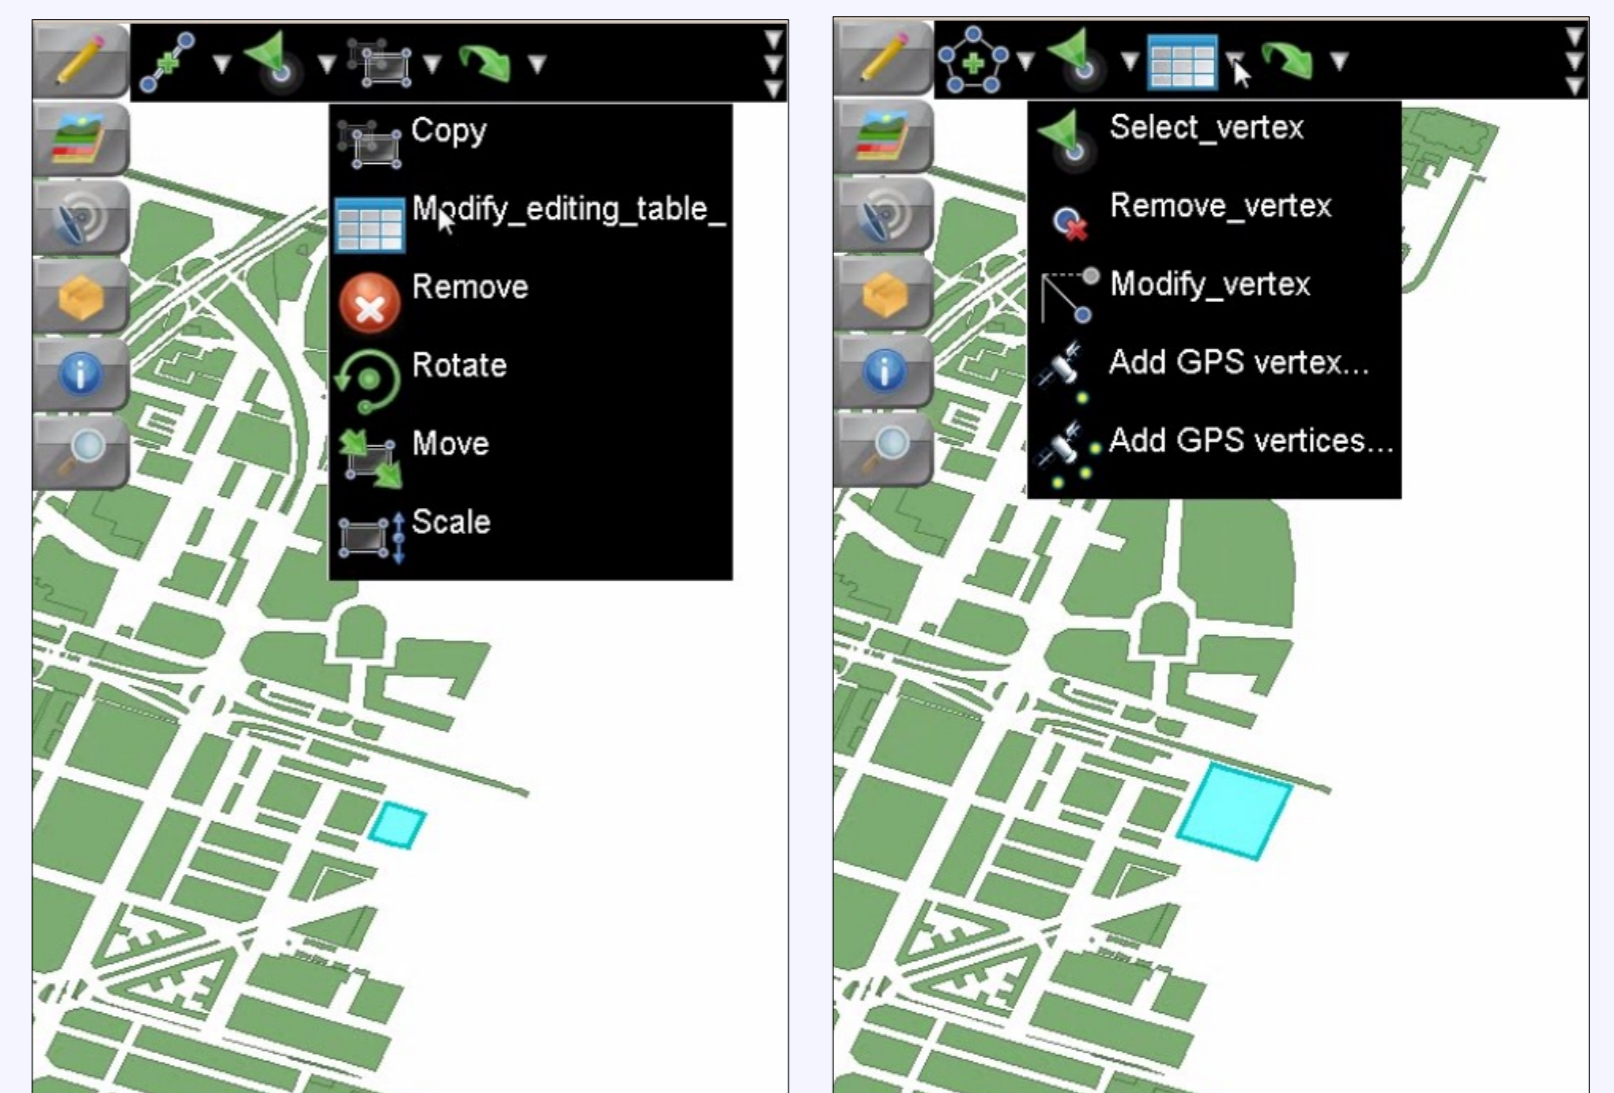 Copy
Modify_editing_table_
Remove
Rotate
Move
Scale
Select_vertex
Remove_vertex
Modify_vertex
Add GPS vertex...
Add GPS vertices...